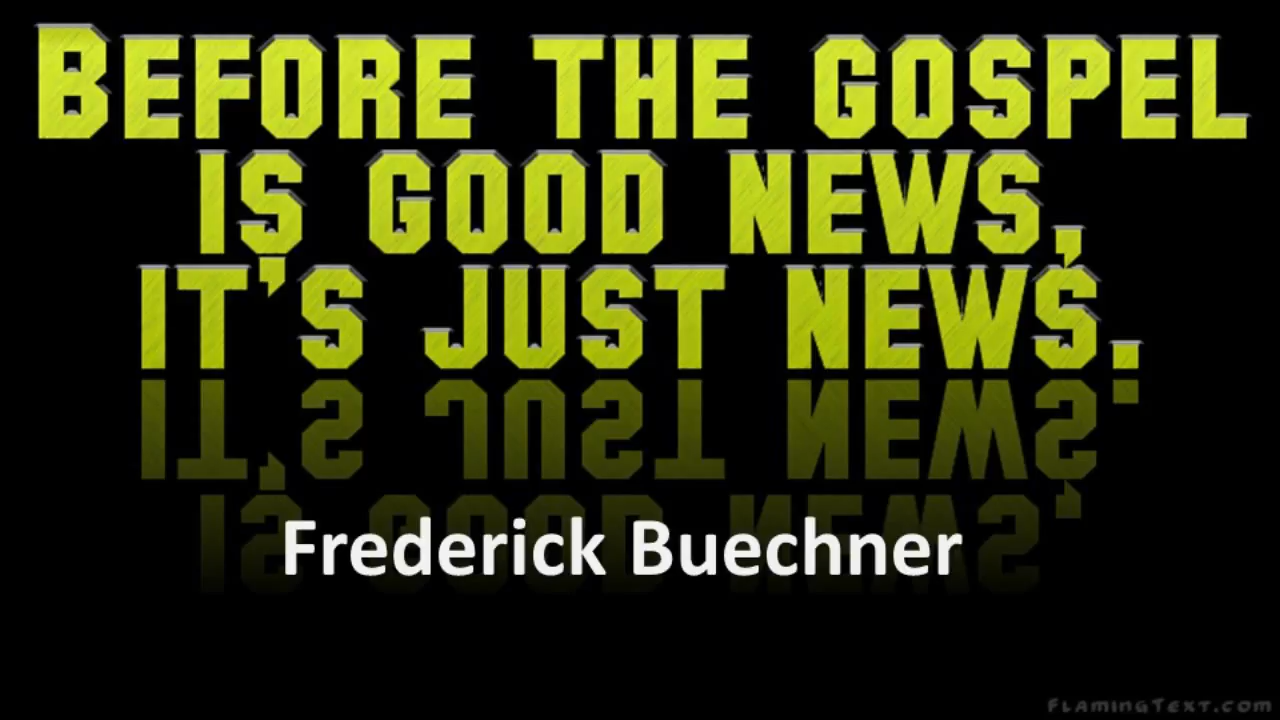 Before the gospel
is good news,
it's just news.
Frederick Buechner
FlamingText.com